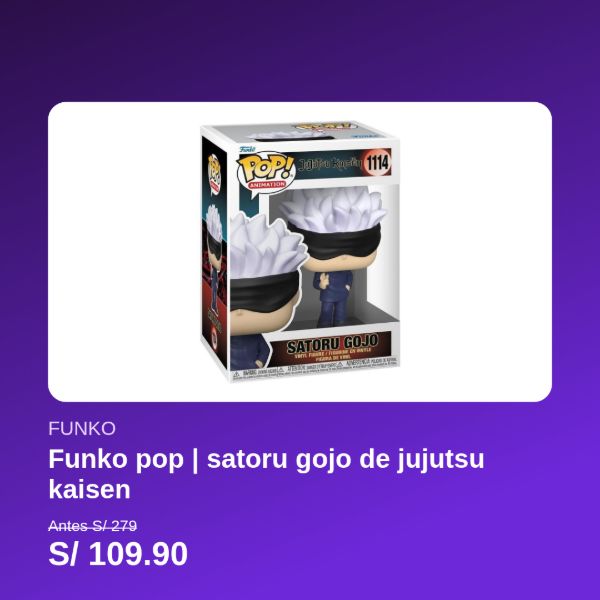 Funko
POP!
ANIMATION
Jujutsu Kaisen
1114
POP!
SATORU GOJO
VINYL FIGURE / FIGURINE EN VINYLE
FIGURA DE VINIL
FUNKO
Funko pop | satoru gojo de jujutsu
kaisen
Antes S/ 279
S/ 109.90